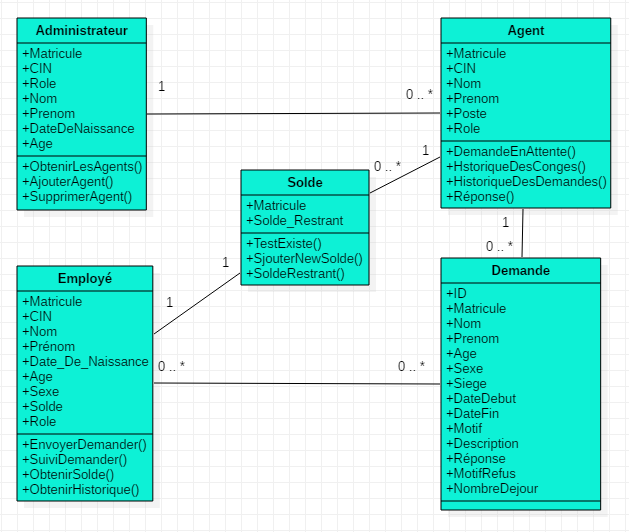 Administrateur
+Matricule
+CIN
+Role
+Nom
+Prenom
+DateDeNaissance
+Age
+ObtenirLesAgents()
+AjouterAgent()
+SupprimerAgent()
1
0 .. *
Agent
+Matricule
+CIN
+Nom
+Prenom
+Poste
+Role
+DemandeEnAttente()
+HstoriqueDesConges()
+HistoriqueDesDemandes()
+Réponse()
1
0 .. *
Solde
+Matricule
+Solde_Restrant
+TestExiste()
+SjouterNewSolde()
+SoldeRestrant()
1
0 .. *
1
1
Employé
+Matricule
+CIN
+Nom
+Prénom
+Date_De_Naissance
+Age
+Sexe
+Solde
+Role
+EnvoyerDemander()
+SuiviDemander()
+ObtenirSolde()
+ObtenirHistorique()
0 .. *
0 .. *
Demande
+ID
+Matricule
+Nom
+Prenom
+Age
+Sexe
+Siege
+DateDebut
+DateFin
+Motif
+Description
+Réponse
+MotifRefus
+NombreDejour